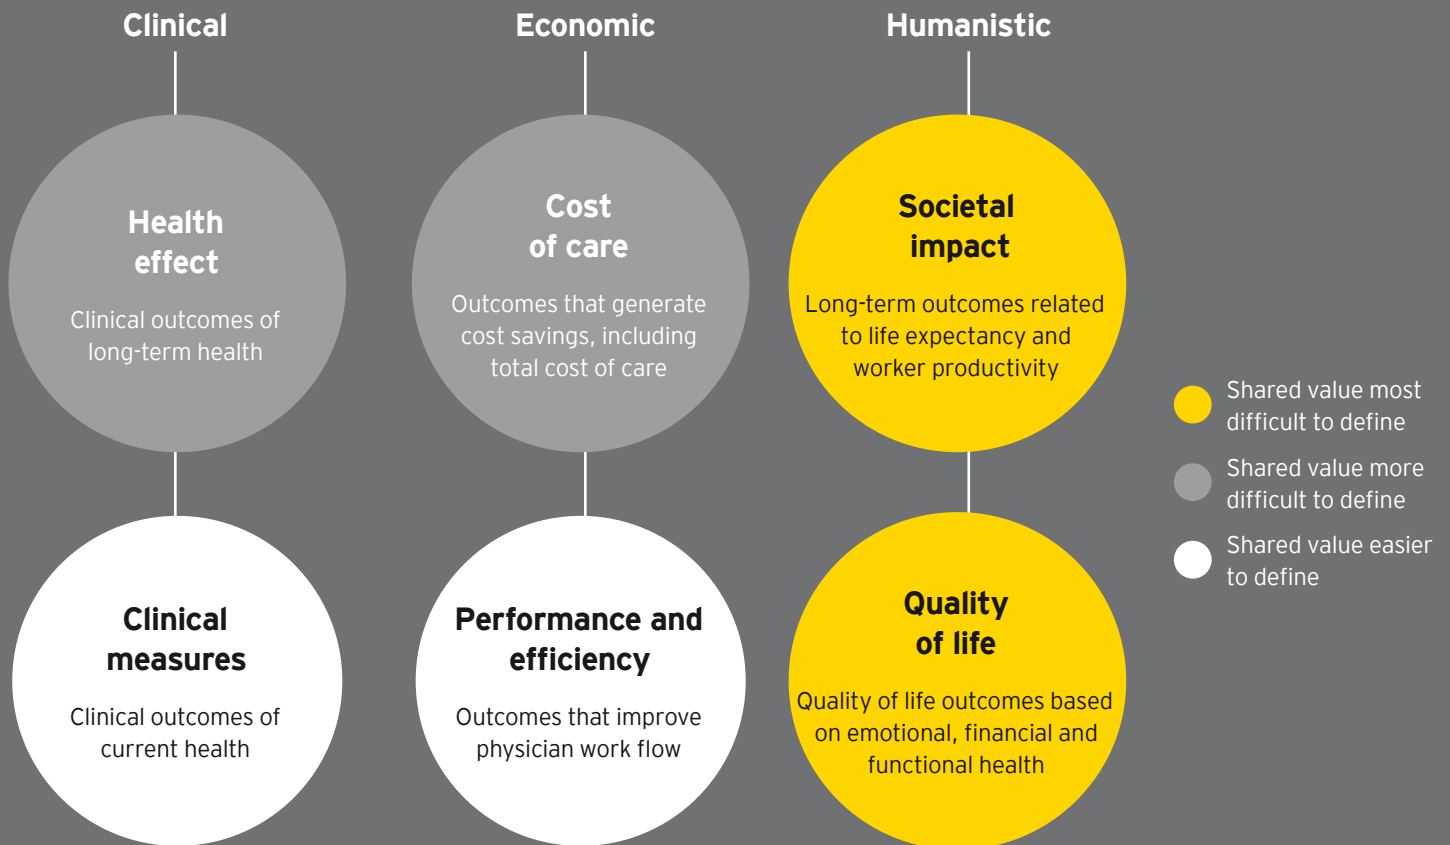 Clinical
Economic
Humanistic
Health
effect
Clinical outcomes of
long-term health
Cost
of care
Outcomes that generate
cost savings, including
total cost of care
Societal
impact
Long-term outcomes related
to life expectancy and
worker productivity
Clinical
measures
Clinical outcomes of
current health
Performance and
efficiency
Outcomes that improve
physician work flow
Quality
of life
Quality of life outcomes based
on emotional, financial and
functional health
Shared value most
difficult to define
Shared value more
difficult to define
Shared value easier
to define